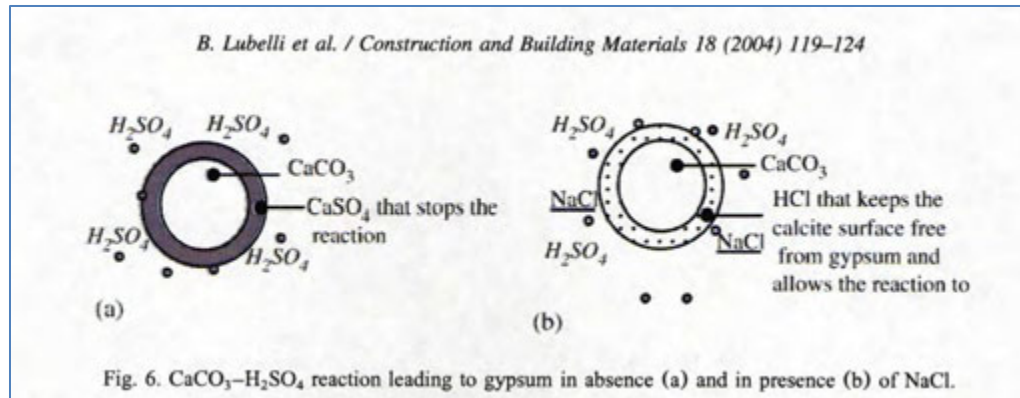 B. Lubelli et al. / Construction and Building Materials 18 (2004) 119–124
H₂SO₄ H₂SO₄
CaCO₃
CaSO₄ that stops the
reaction
H₂SO₄
H₂SO₄
(a)
H₂SO₄
H₂SO₄
CaCO₃
NaCl
HCl that keeps the
calcite surface free
from gypsum and
allows the reaction to
NaCl
H₂SO₄
(b)
Fig. 6. CaCO₃–H₂SO₄ reaction leading to gypsum in absence (a) and in presence (b) of NaCl.